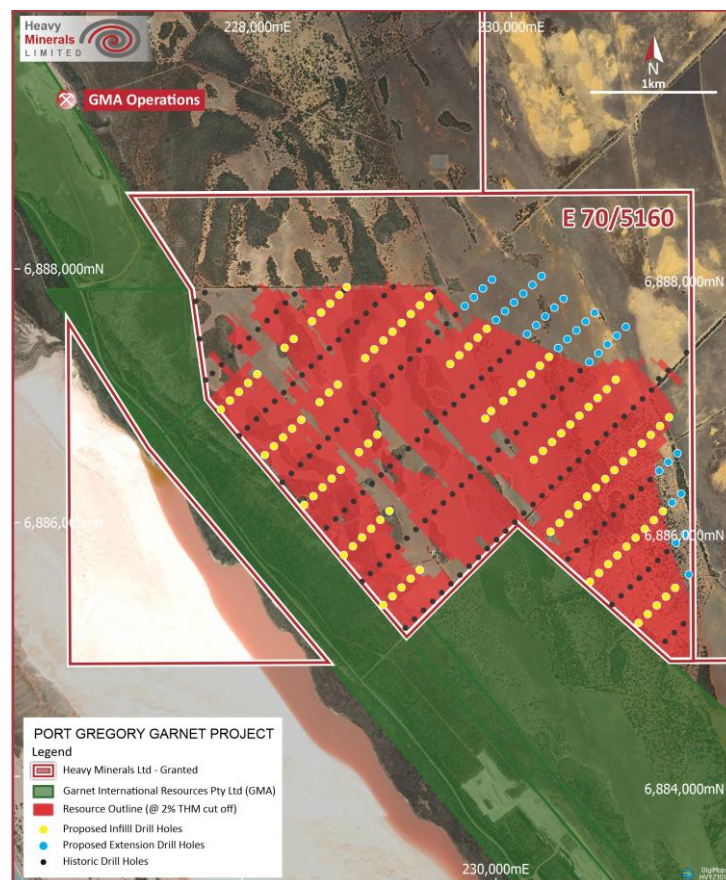 Heavy
Minerals
LIMITED
228,000mE
230,000mE
N
1km
GMA Operations
E 70/5160
6,888,000mN
6,888,000mN
6,886,000mN
6,886,000mN
PORT GREGORY GARNET PROJECT
Legend
Heavy Minerals Ltd - Granted
Garnet International Resources Pty Ltd (GMA)
Resource Outline (@ 2% THM cut off)
Proposed Infilll Drill Holes
Proposed Extension Drill Holes
Historic Drill Holes
6,884,000mN
230,000mE